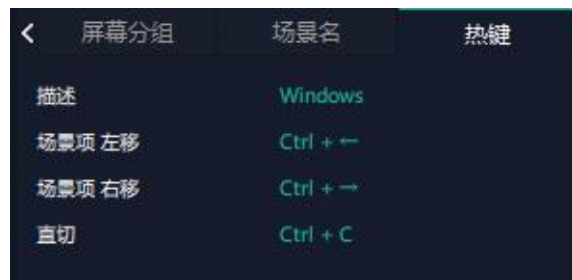 < 屏幕分组 场景名 热键
描述 Windows
场景项 左移 Ctrl + ←
场景项 右移 Ctrl + →
直切 Ctrl + C